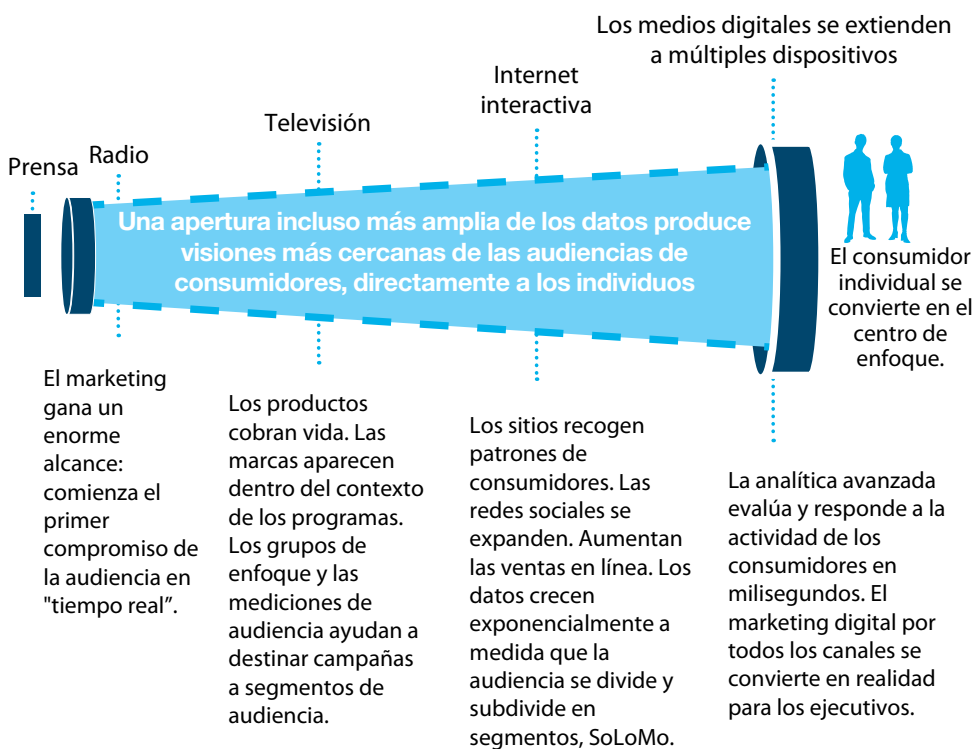 Prensa
Radio
Televisión
Internet
interactiva
Los medios digitales se extienden
a múltiples dispositivos
Una apertura incluso más amplia de los datos produce
visiones más cercanas de las audiencias de
consumidores, directamente a los individuos
El consumidor
individual se
convierte en el
centro de
enfoque.
El marketing
gana un
enorme
alcance:
comienza el
primer
compromiso de
la audiencia en
"tiempo real”.
Los productos
cobran vida. Las
marcas aparecen
dentro del contexto
de los programas.
Los grupos de
enfoque y las
mediciones de
audiencia ayudan a
destinar campañas
a segmentos de
audiencia.
Los sitios recogen
patrones de
consumidores. Las
redes sociales se
expanden. Aumentan
las ventas en línea. Los
datos crecen
exponencialmente a
medida que la
audiencia se divide y
subdivide en
segmentos, SoLoMo.
La analítica avanzada
evalúa y responde a la
actividad de los
consumidores en
milisegundos. El
marketing digital por
todos los canales se
convierte en realidad
para los ejecutivos.